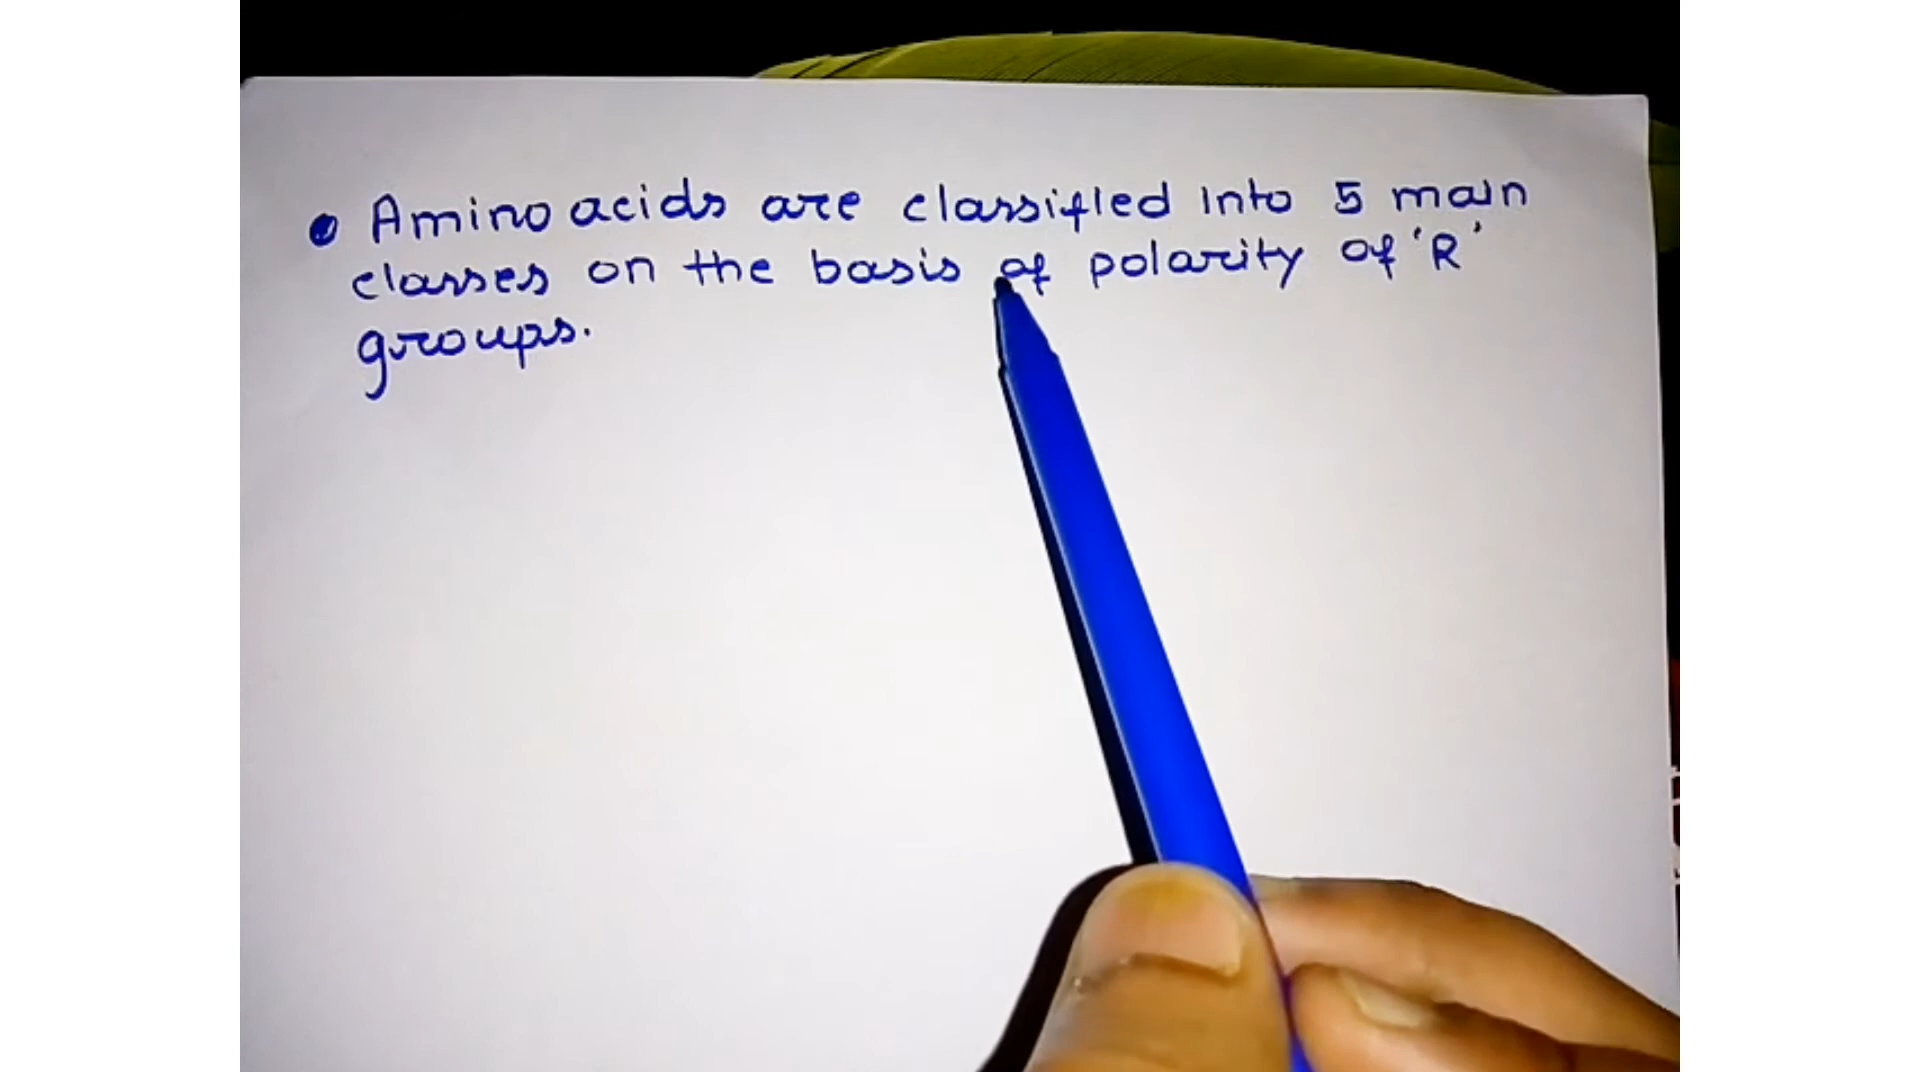 • Amino acids are classified into 5 main
classes on the basis of polarity of 'R'
groups.